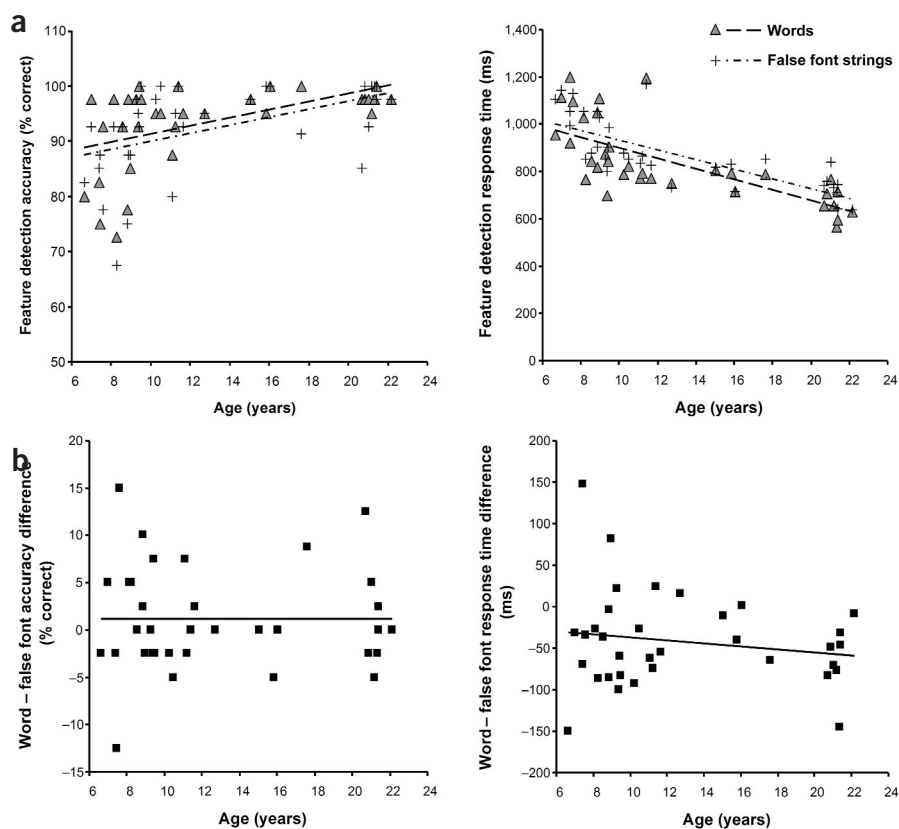 a
110
100
90
80
70
60
50
6 8 10 12 14 16 18 20 22 24
Feature detection accuracy (% correct)
Age (years)
1,400
1,200
1,000
800
600
400
200
0
6 8 10 12 14 16 18 20 22 24
Feature detection response time (ms)
Age (years)
Words
False font strings
b
20
15
10
5
0
–5
–10
–15
6 8 10 12 14 16 18 20 22 24
Word – false font accuracy difference
(% correct)
Age (years)
200
150
100
50
0
–50
–100
–150
–200
6 8 10 12 14 16 18 20 22 24
Word – false font response time difference
(ms)
Age (years)